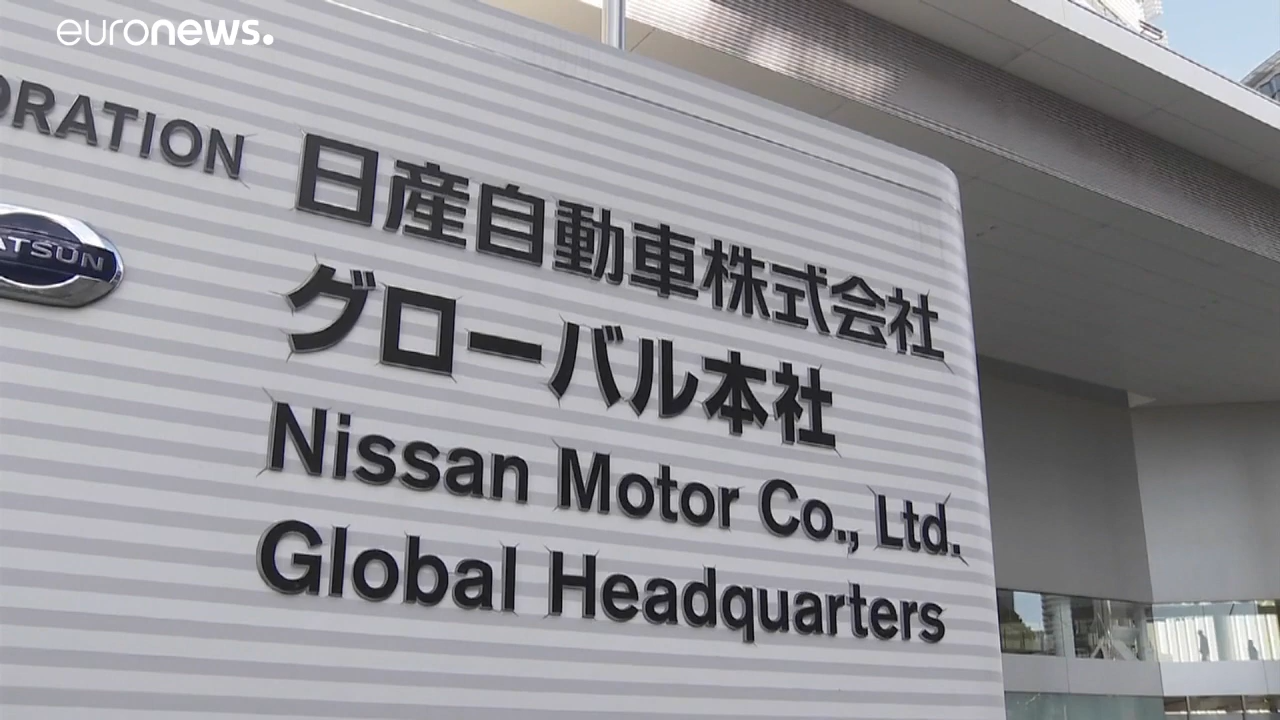 euronews.
ORATION
ATSUN
日産自動車株式会社
グローバル本社
Nissan Motor Co., Ltd.
Global Headquarters